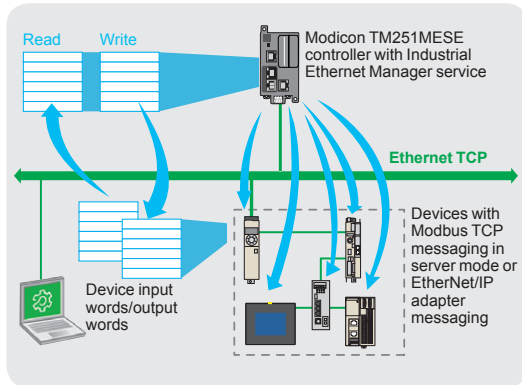 Read
Write
Modicon TM251MESE
controller with Industrial
Ethernet Manager service
Ethernet TCP
Devices with
Modbus TCP
messaging in
server mode or
EtherNet/IP
adapter
messaging
Device input
words/output
words